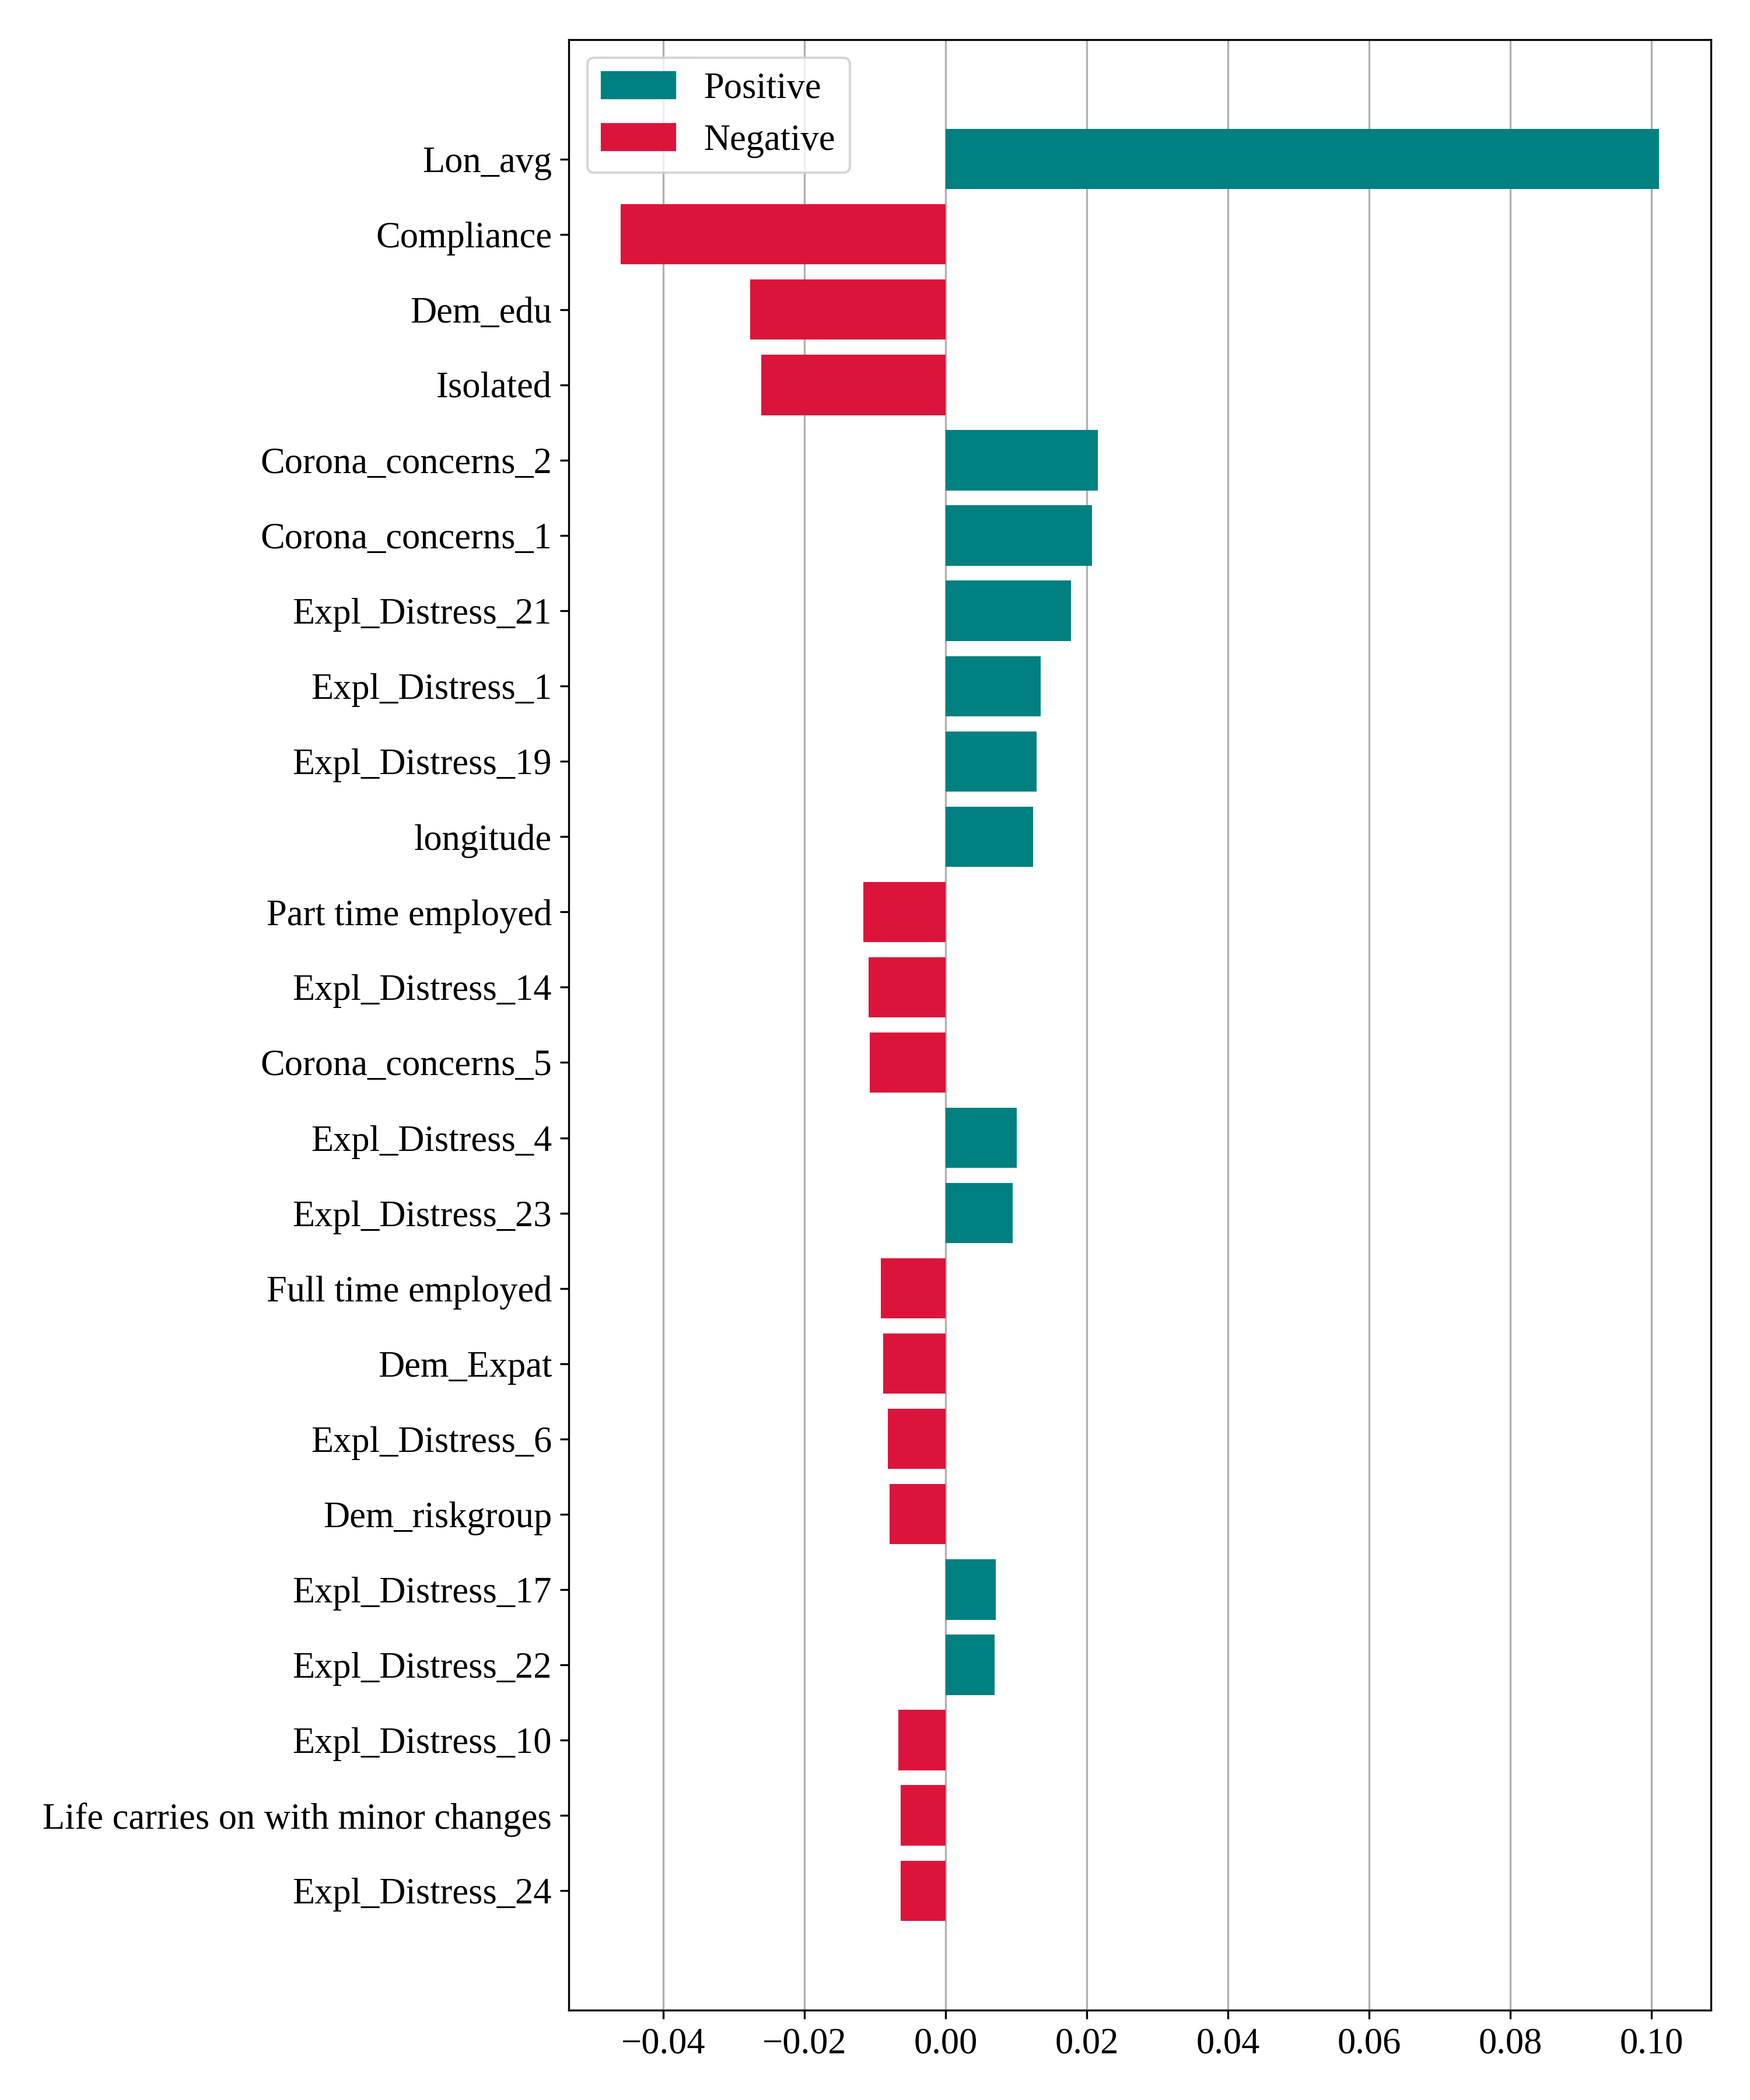 Positive
Negative
Lon_avg
Compliance
Dem_edu
Isolated
Corona_concerns_2
Corona_concerns_1
Expl_Distress_21
Expl_Distress_1
Expl_Distress_19
longitude
Part time employed
Expl_Distress_14
Corona_concerns_5
Expl_Distress_4
Expl_Distress_23
Full time employed
Dem_Expat
Expl_Distress_6
Dem_riskgroup
Expl_Distress_17
Expl_Distress_22
Expl_Distress_10
Life carries on with minor changes
Expl_Distress_24
−0.04 −0.02 0.00 0.02 0.04 0.06 0.08 0.10